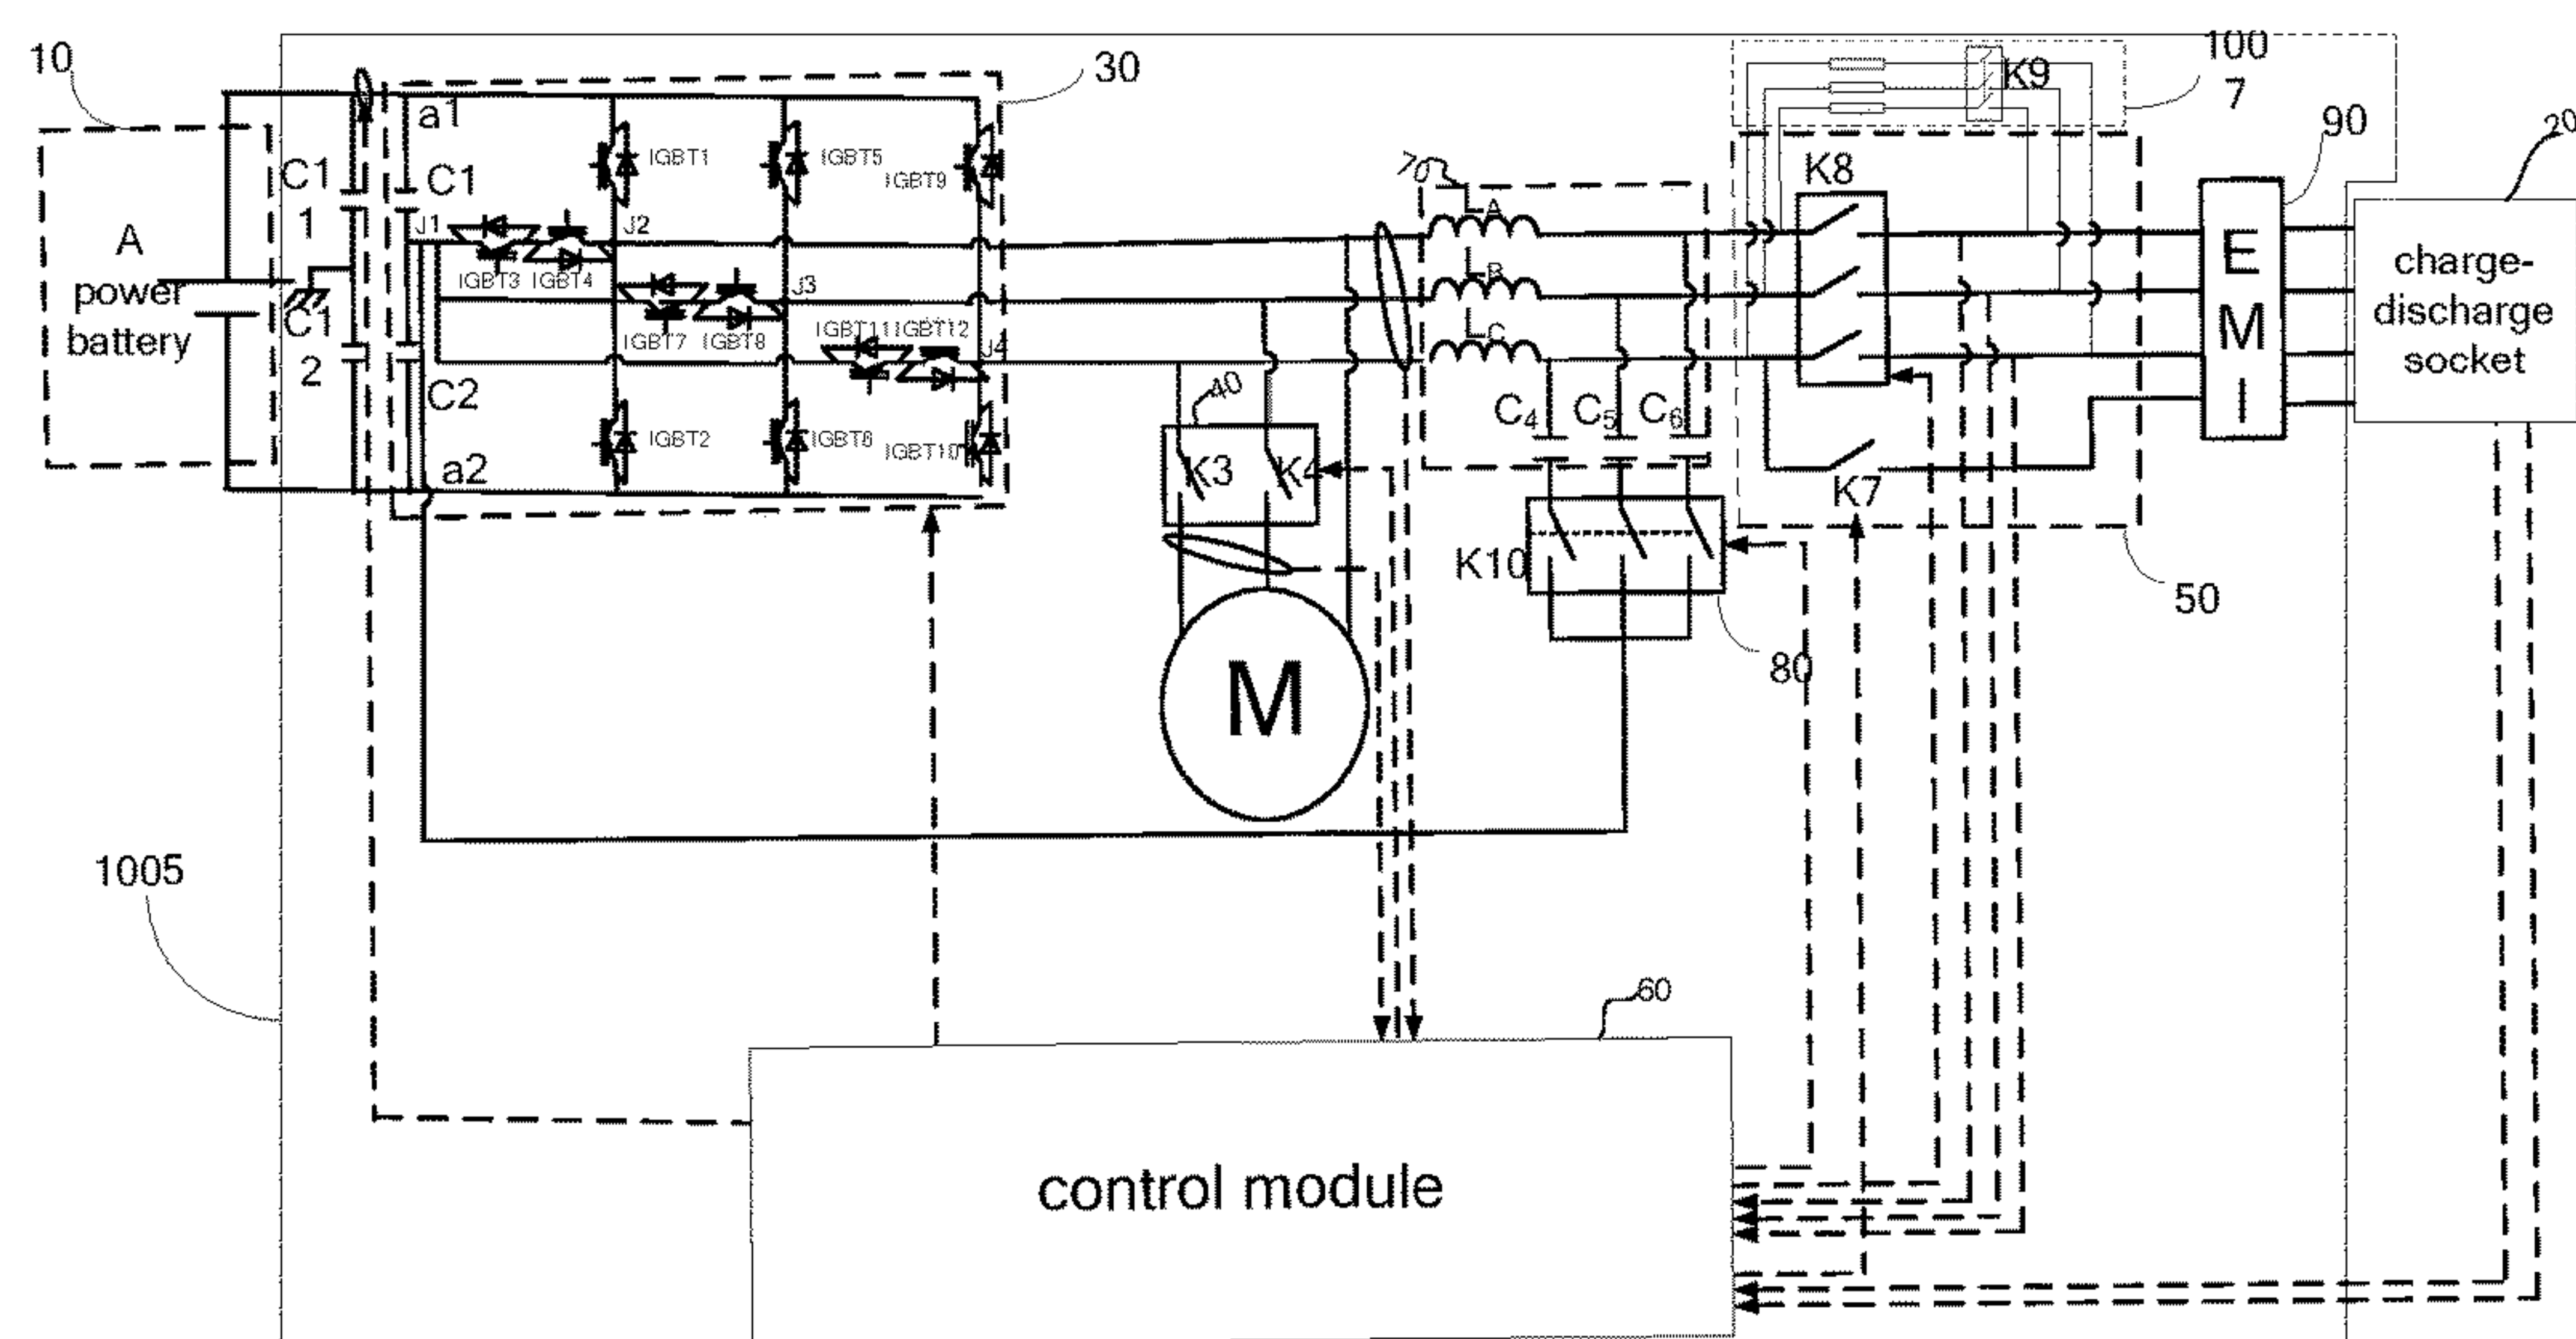 10
30
100
7
K9
90
20
a1
C1
1
C1
IGBT1
IGBT5
IGBT9
70
K8
A
power
battery
J1
J2
IGBT3
IGBT4
LA
E
M
I
charge-
discharge
socket
C1
2
J3
IGBT7
IGBT8
LB
IGBT11
IGBT12
J4
LC
C2
40
C4
C5
C6
a2
IGBT2
IGBT6
IGBT10
K3
K4
K7
K10
50
80
M
1005
60
control module